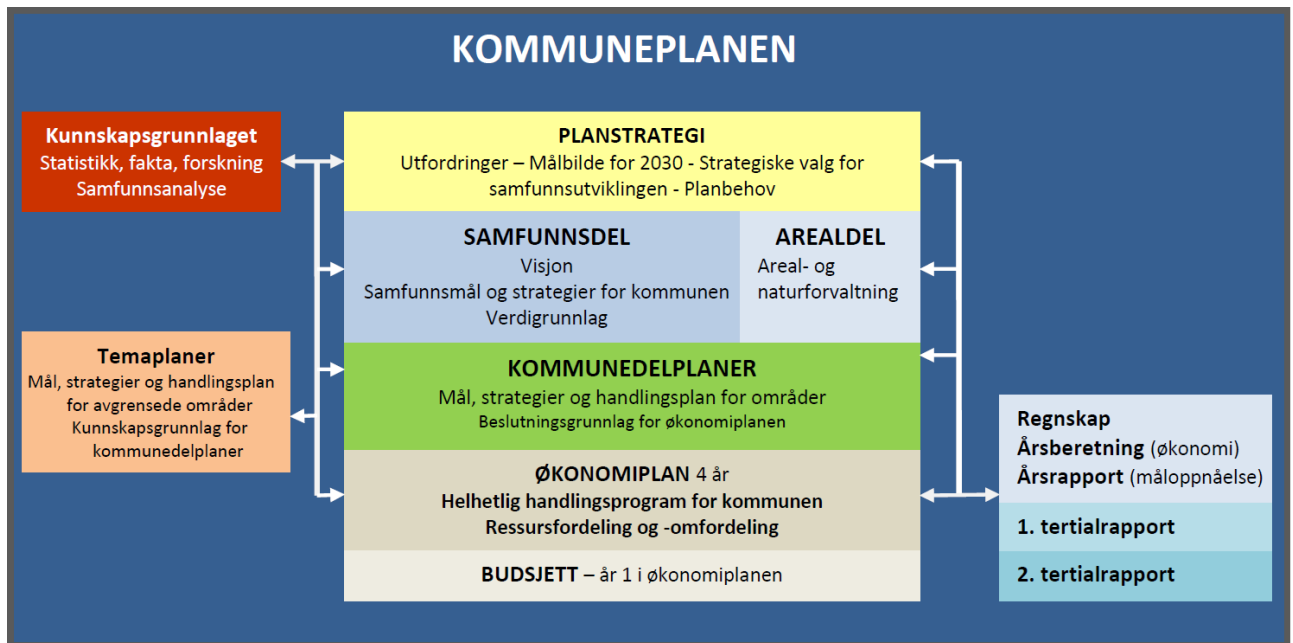 KOMMUNEPLANEN
Kunnskapsgrunnlaget
Statistikk, fakta, forskning
Samfunnsanalyse
PLANSTRATEGI
Utfordringer – Målbilde for 2030 - Strategiske valg for
samfunnsutviklingen - Planbehov
SAMFUNNSDEL
Visjon
Samfunnsmål og strategier for kommunen
Verdigrunnlag
AREALDEL
Areal- og
naturforvaltning
Temaplaner
Mål, strategier og handlingsplan
for avgrensede områder
Kunnskapsgrunnlag for
kommunedelplaner
KOMMUNEDELPLANER
Mål, strategier og handlingsplan for områder
Beslutningsgrunnlag for økonomiplanen
ØKONOMIPLAN 4 år
Helhetlig handlingsprogram for kommunen
Ressursfordeling og -omfordeling
BUDSJETT – år 1 i økonomiplanen
Regnskap
Årsberetning (økonomi)
Årsrapport (måloppnåelse)
1. tertialrapport
2. tertialrapport